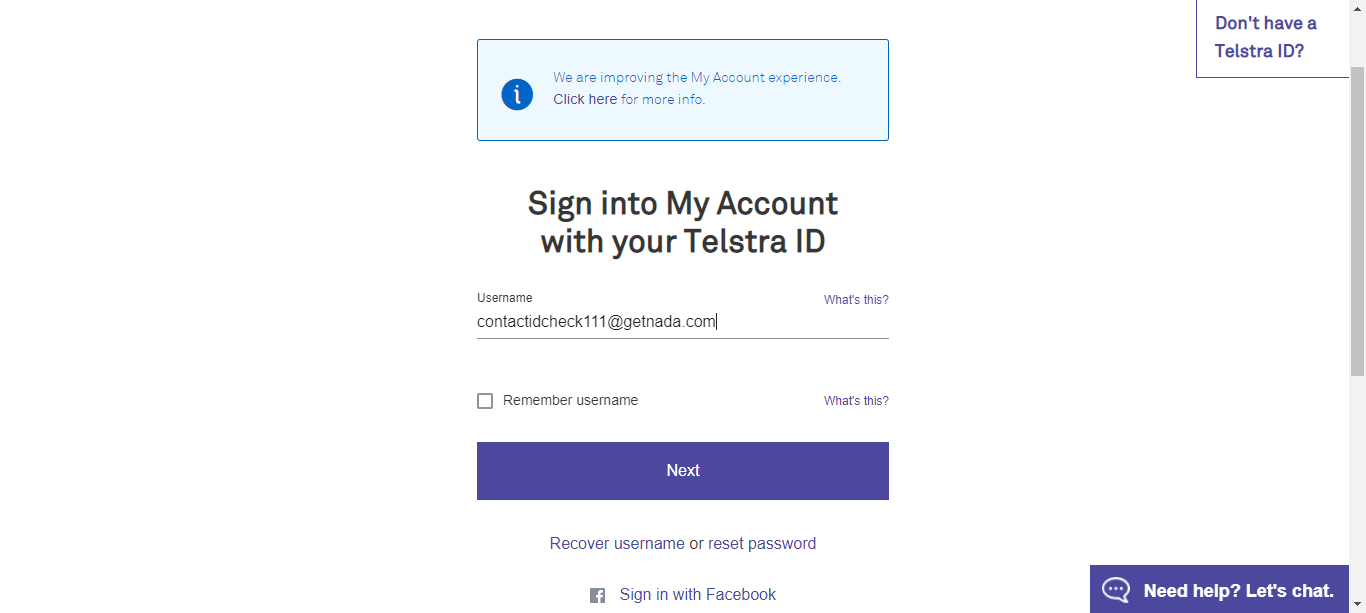 Don't have a
Telstra ID?
We are improving the My Account experience.
Click here for more info.
Sign into My Account
with your Telstra ID
Username
What's this?
contactidcheck111@getnada.com
Remember username
What's this?
Next
Recover username or reset password
Sign in with Facebook
Need help? Let's chat.